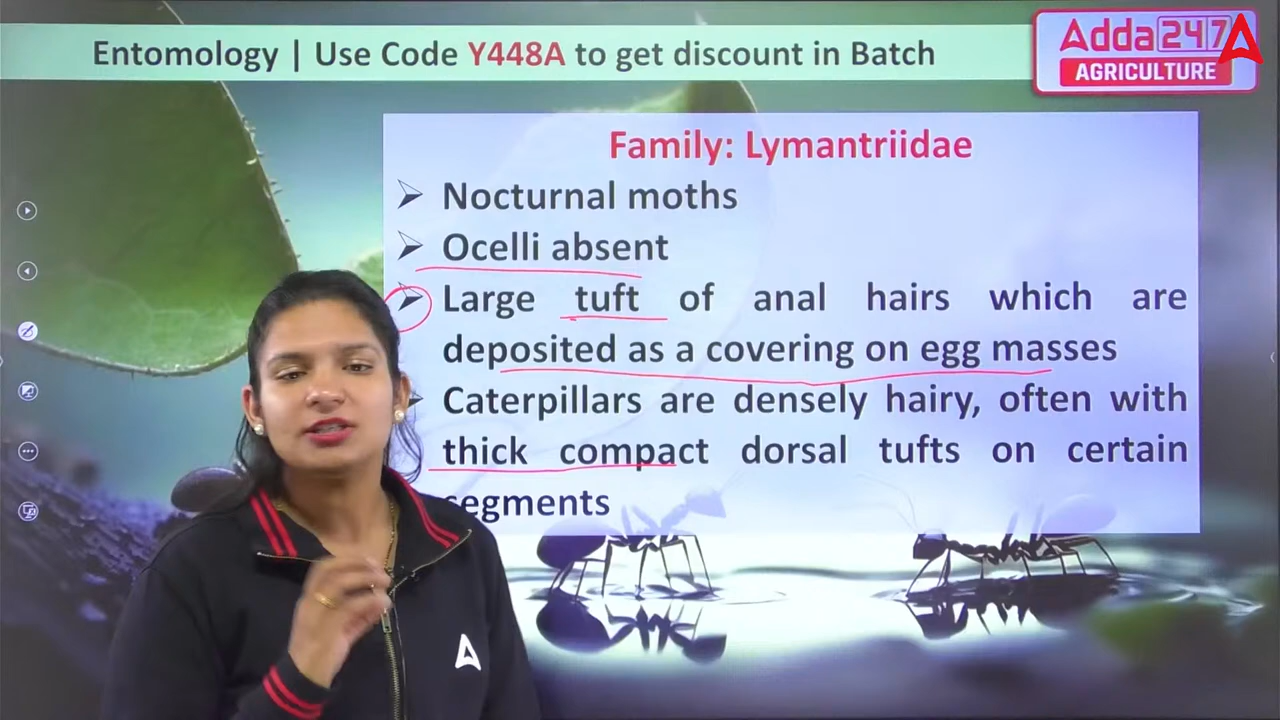 Entomology | Use Code Y448A to get discount in Batch
Adda247
AGRICULTURE
Family: Lymantriidae
➢ Nocturnal moths
➢ Ocelli absent
➢ Large tuft of anal hairs which are
deposited as a covering on egg masses
➢ Caterpillars are densely hairy, often with
thick compact dorsal tufts on certain
segments